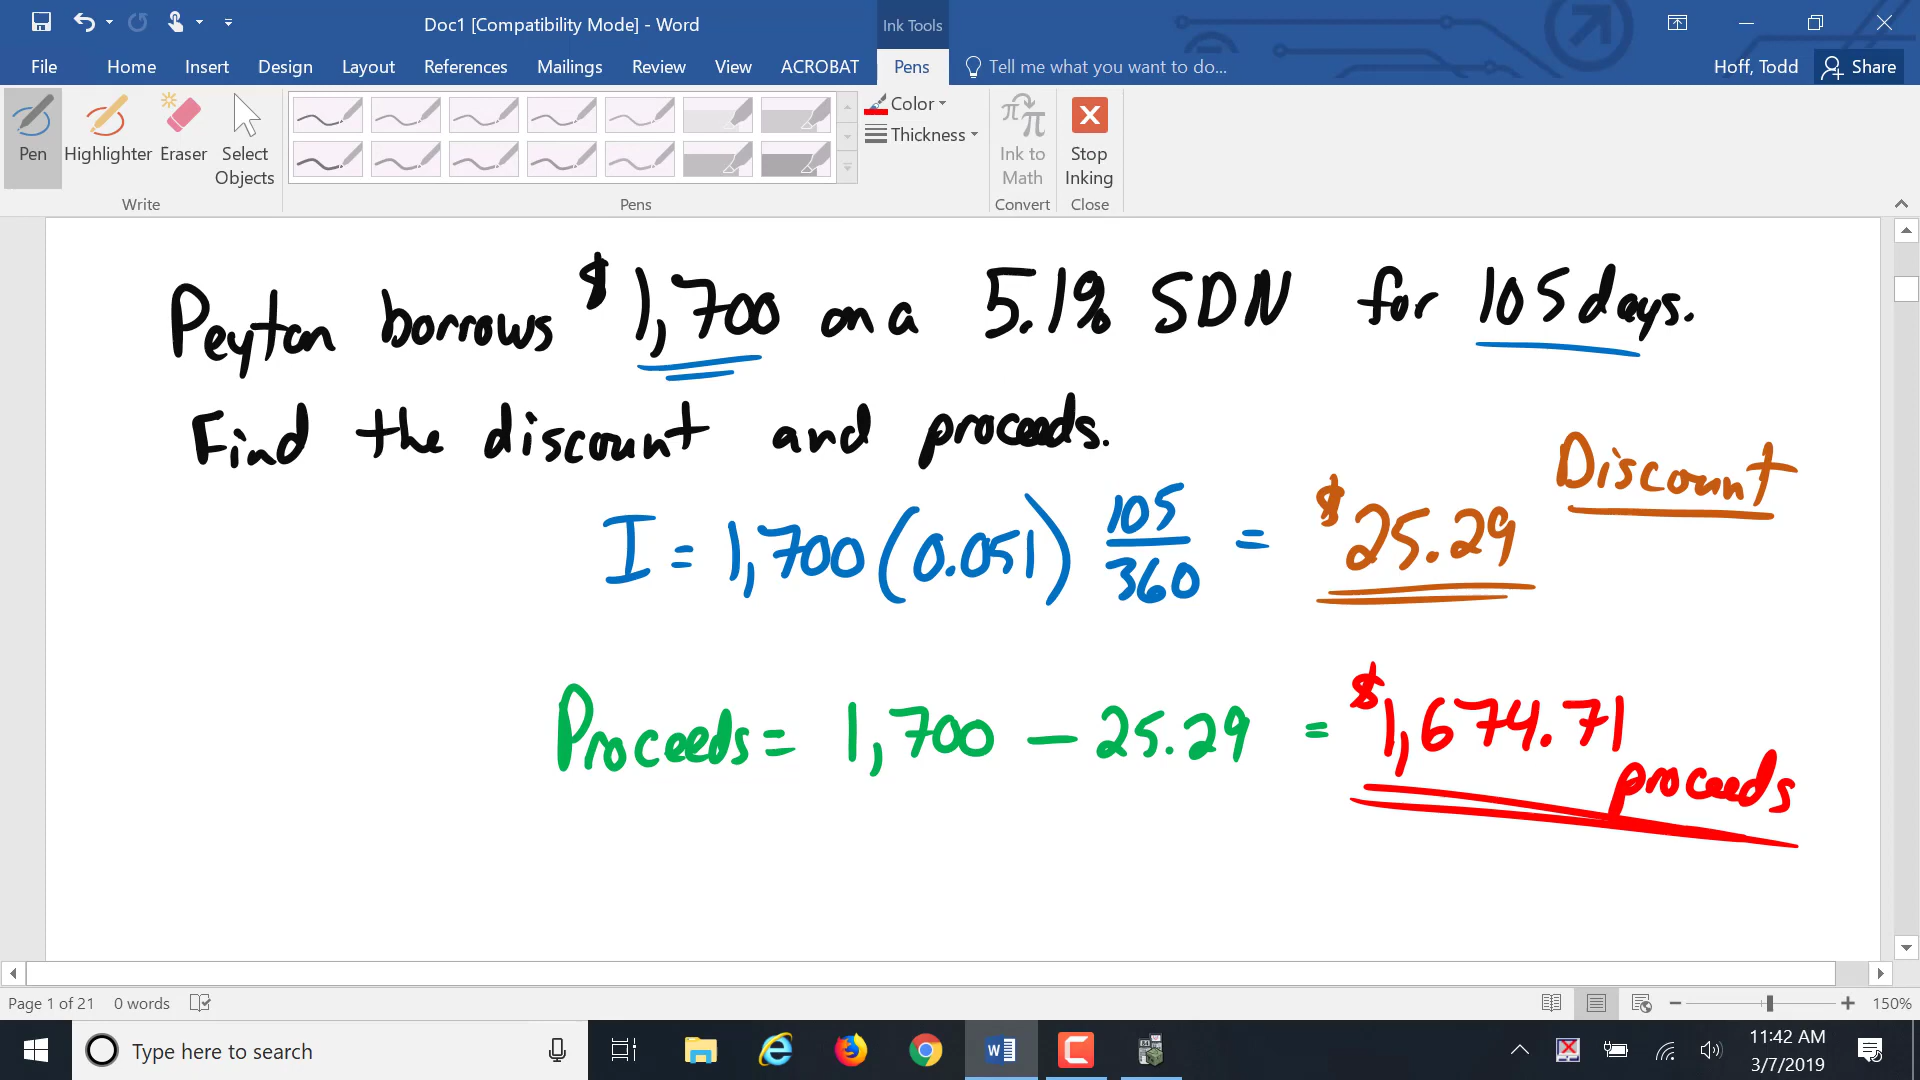 Doc1 [Compatibility Mode] - Word
Ink Tools
File Home Insert Design Layout References Mailings Review View ACROBAT Pens Tell me what you want to do... Hoff, Todd Share
Pen Highlighter Eraser Select Objects
Color
Thickness
Ink to Math
Stop Inking
Write Pens Convert Close
Peyton borrows $1,700 on a 5.1% SDN for 105 days.
Find the discount and proceeds.
I = 1,700 (0.051) 105/360 = $25.29 Discount
Proceeds = 1,700 — 25.29 = $1,674.71 proceeds
Page 1 of 21 0 words 150%
Type here to search
11:42 AM
3/7/2019